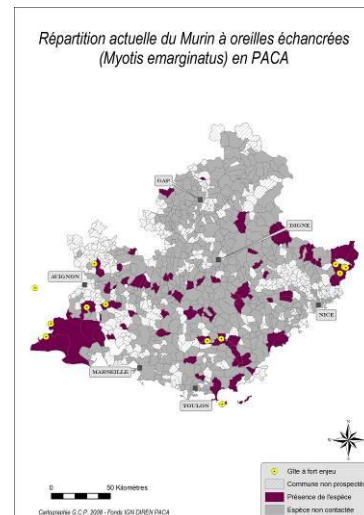 Répartition actuelle du Murin à oreilles échancrées
(Myotis emarginatus) en PACA
GAP
DIGNE
AVIGNON
NICE
MARSEILLE
TOULON
0 50 Kilomètres
Gîte à fort enjeu
Commune non prospectée
Présence de l'espèce
Espèce non contactée
Cartographie G.C.P. 2008 - Fonds IGN DIREN PACA